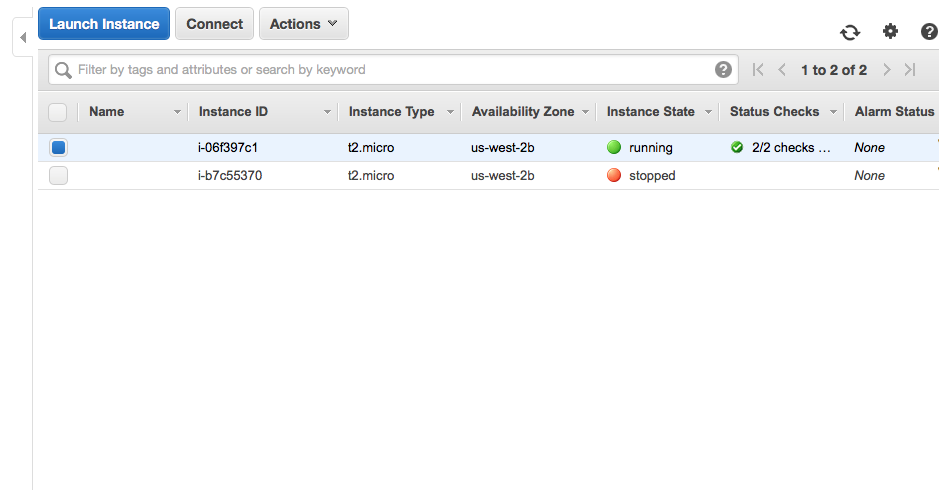 Launch Instance Connect Actions
Filter by tags and attributes or search by keyword ? 1 to 2 of 2
Name Instance ID Instance Type Availability Zone Instance State Status Checks Alarm Status
i-06f397c1 t2.micro us-west-2b running 2/2 checks ... None
i-b7c55370 t2.micro us-west-2b stopped None